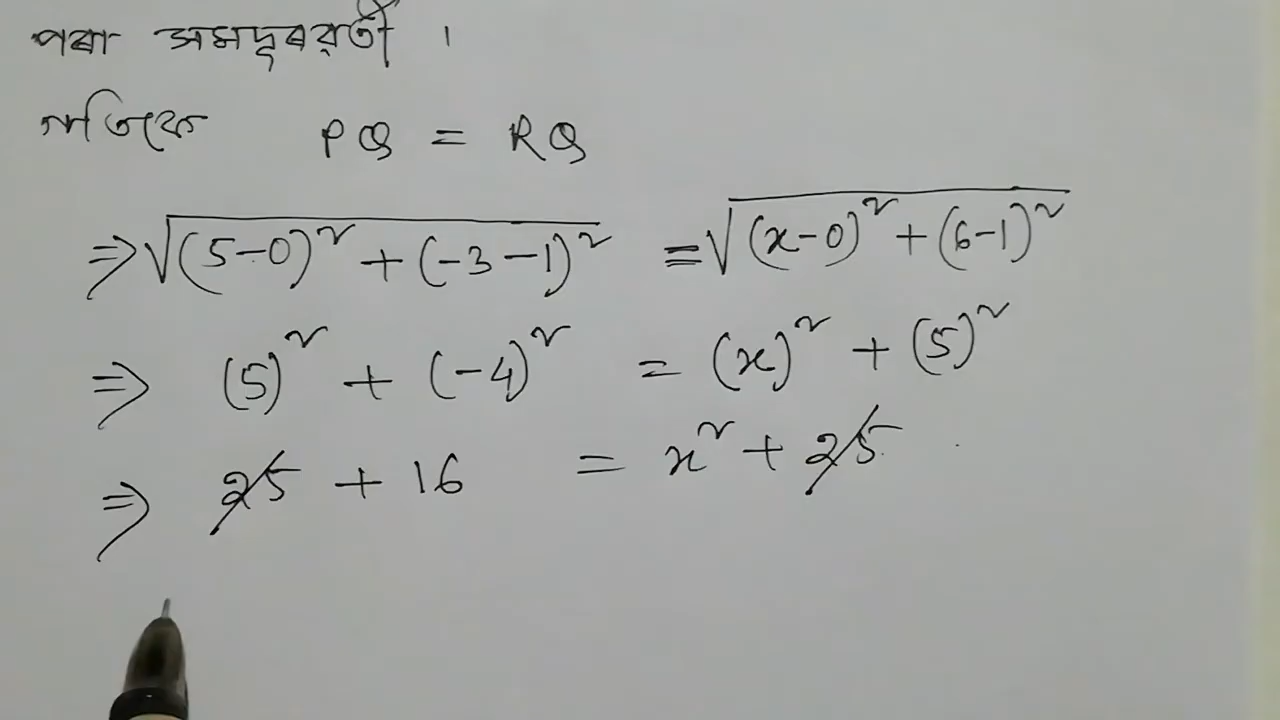 পৰা সমদূৰৱৰ্তী ।
গতিকে PQ = RQ
⇒ √((5-0)² + (-3-1)²) = √((x-0)² + (6-1)²)
⇒ (5)² + (-4)² = (x)² + (5)²
⇒ 25 + 16 = x² + 25